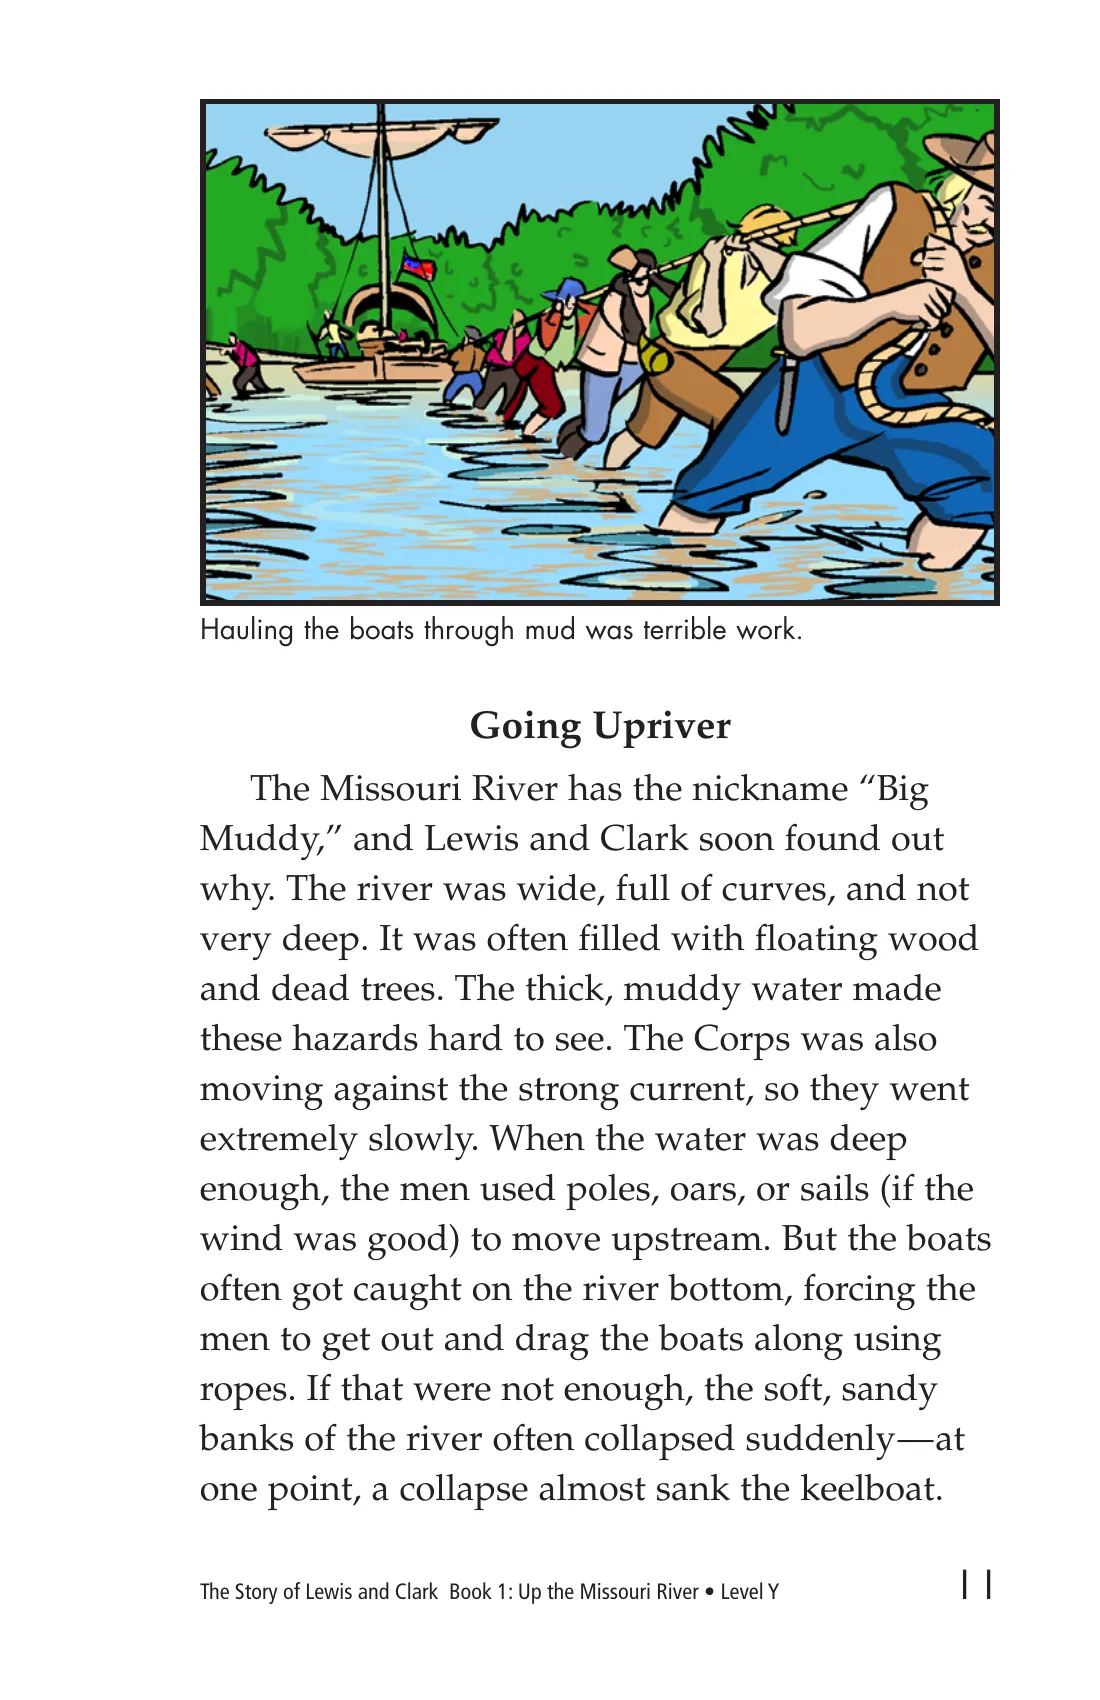 Hauling the boats through mud was terrible work.
Going Upriver
The Missouri River has the nickname “Big
Muddy,” and Lewis and Clark soon found out
why. The river was wide, full of curves, and not
very deep. It was often filled with floating wood
and dead trees. The thick, muddy water made
these hazards hard to see. The Corps was also
moving against the strong current, so they went
extremely slowly. When the water was deep
enough, the men used poles, oars, or sails (if the
wind was good) to move upstream. But the boats
often got caught on the river bottom, forcing the
men to get out and drag the boats along using
ropes. If that were not enough, the soft, sandy
banks of the river often collapsed suddenly—at
one point, a collapse almost sank the keelboat.
The Story of Lewis and Clark Book 1: Up the Missouri River • Level Y 11